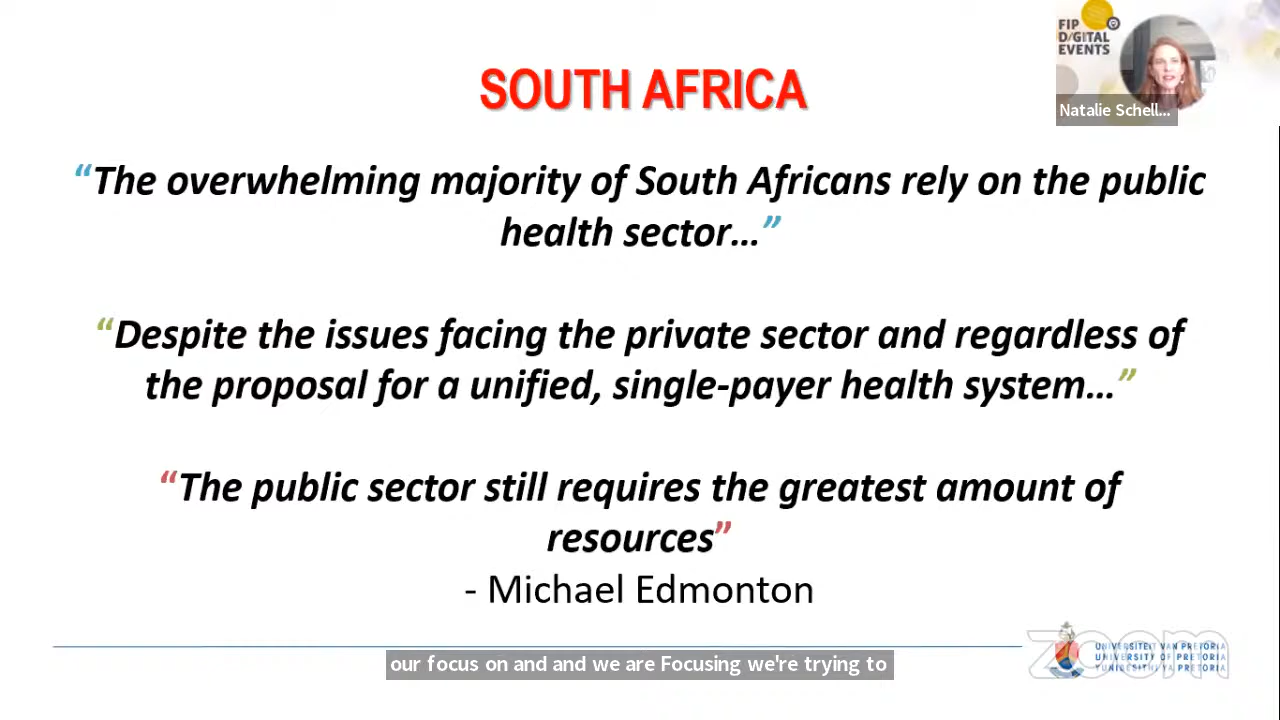 FIP
DIGITAL
EVENTS
Natalie Schell...
SOUTH AFRICA
“The overwhelming majority of South Africans rely on the public
health sector…”
“Despite the issues facing the private sector and regardless of
the proposal for a unified, single-payer health system…”
“The public sector still requires the greatest amount of
resources”
- Michael Edmonton
zoom
UNIVERSITEIT VAN PRETORIA
UNIVERSITY OF PRETORIA
YUNIBESITHI YA PRETORIA
our focus on and and we are Focusing we're trying to